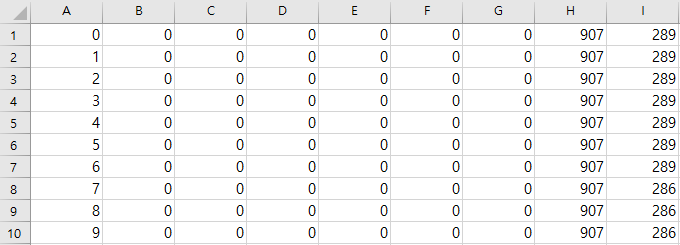 A B C D E F G H I
1 0 0 0 0 0 0 0 907 289
2 1 0 0 0 0 0 0 907 289
3 2 0 0 0 0 0 0 907 289
4 3 0 0 0 0 0 0 907 289
5 4 0 0 0 0 0 0 907 289
6 5 0 0 0 0 0 0 907 289
7 6 0 0 0 0 0 0 907 289
8 7 0 0 0 0 0 0 907 286
9 8 0 0 0 0 0 0 907 286
10 9 0 0 0 0 0 0 907 286